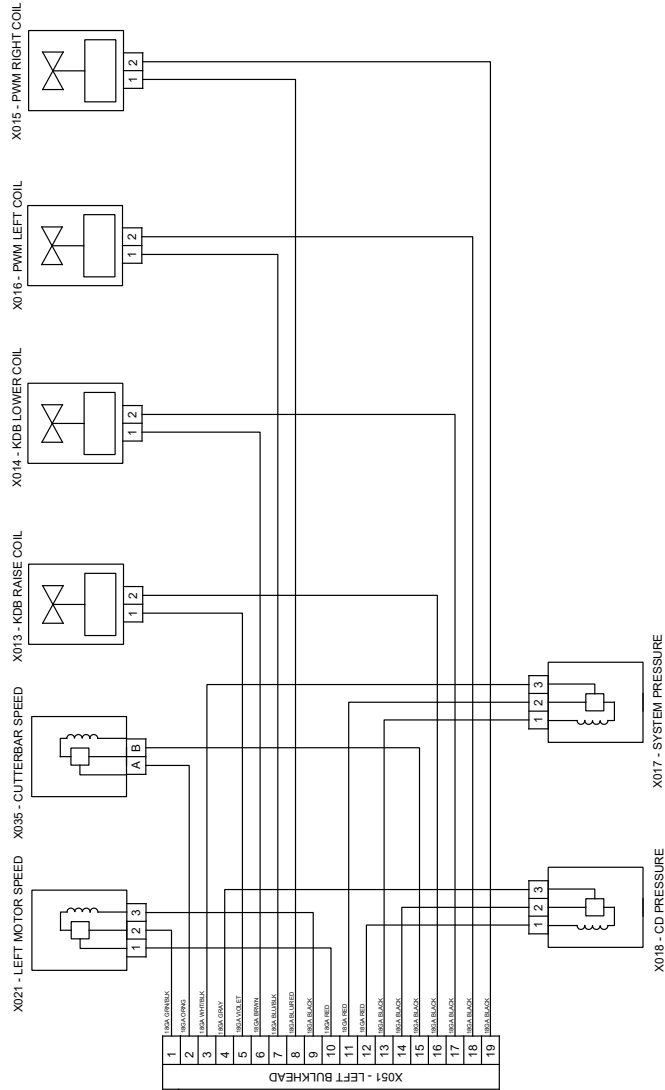 X015 - PWM RIGHT COIL
2
1
X016 - PWM LEFT COIL
2
1
X014 - KDB LOWER COIL
2
1
X013 - KDB RAISE COIL
2
1
X035 - CUTTERBAR SPEED
B
A
X021 - LEFT MOTOR SPEED
3
2
1
X051 - LEFT BULKHEAD
1 18GA GRN/BLK
2 18GA ORNG
3 18GA WHT/BLK
4 18GA GRAY
5 18GA VIOLET
6 18GA BRWN
7 18GA BLU/BLK
8 18GA BLU/RED
9 18GA BLACK
10 18GA RED
11 18 GA RED
12 18GA RED
13 18GA BLACK
14 18GA BLACK
15 18GA BLACK
16 18GA BLACK
17 18GA BLACK
18 18GA BLACK
19 18GA BLACK
3
2
1
X017 - SYSTEM PRESSURE
3
2
1
X018 - CD PRESSURE